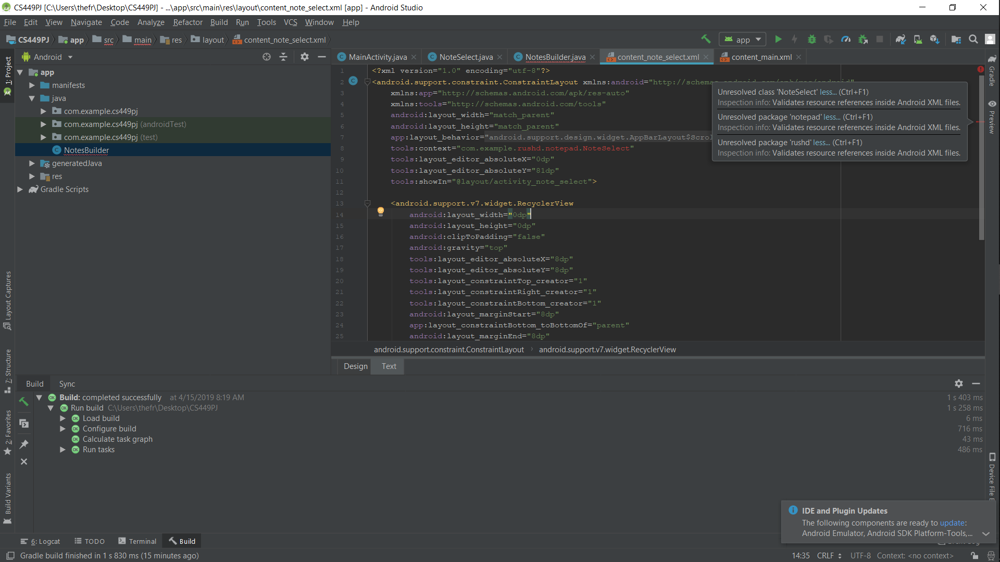 CS449PJ [C:\Users\thefr\Desktop\CS449PJ] - ...\app\src\main\res\layout\content_note_select.xml [app] - Android Studio
File Edit View Navigate Code Analyze Refactor Build Run Tools VCS Window Help
CS449PJ app src main res layout content_note_select.xml
app
1: Project
Layout Captures
7: Structure
2: Favorites
Build Variants
Android
app
manifests
java
com.example.cs449pj
com.example.cs449pj (androidTest)
com.example.cs449pj (test)
NotesBuilder
generatedJava
res
Gradle Scripts
MainActivity.java NoteSelect.java NotesBuilder.java content_note_select.xml content_main.xml
1 <?xml version="1.0" encoding="utf-8"?>
2 <android.support.constraint.ConstraintLayout xmlns:android="http://schemas.android.com/apk/res/android"
3 xmlns:app="http://schemas.android.com/apk/res-auto"
4 xmlns:tools="http://schemas.android.com/tools"
5 android:layout_width="match_parent"
6 android:layout_height="match_parent"
7 app:layout_behavior="android.support.design.widget.AppBarLayout$Scrol
8 tools:context="com.example.rushd.notepad.NoteSelect"
9 tools:layout_editor_absoluteX="0dp"
10 tools:layout_editor_absoluteY="81dp"
11 tools:showIn="@layout/activity_note_select">
12
13 <android.support.v7.widget.RecyclerView
14 android:layout_width="0dp"
15 android:layout_height="0dp"
16 android:clipToPadding="false"
17 android:gravity="top"
18 tools:layout_editor_absoluteX="8dp"
19 tools:layout_editor_absoluteY="8dp"
20 tools:layout_constraintTop_creator="1"
21 tools:layout_constraintRight_creator="1"
22 tools:layout_constraintBottom_creator="1"
23 android:layout_marginStart="8dp"
24 app:layout_constraintBottom_toBottomOf="parent"
25 android:layout_marginEnd="8dp"
Unresolved class 'NoteSelect' less... (Ctrl+F1)
Inspection info: Validates resource references inside Android XML files.
Unresolved package 'notepad' less... (Ctrl+F1)
Inspection info: Validates resource references inside Android XML files.
Unresolved package 'rushd' less... (Ctrl+F1)
Inspection info: Validates resource references inside Android XML files.
android.support.constraint.ConstraintLayout android.support.v7.widget.RecyclerView
Design Text
Gradle
Preview
Device File E
Build Sync
Build: completed successfully at 4/15/2019 8:19 AM 1 s 403 ms
Run build C:\Users\thefr\Desktop\CS449PJ 1 s 258 ms
OK Load build 6 ms
OK Configure build 716 ms
OK Calculate task graph 43 ms
OK Run tasks 486 ms
IDE and Plugin Updates
The following components are ready to update:
Android Emulator, Android SDK Platform-Tools,...
6: Logcat TODO Terminal Build
Gradle build finished in 1 s 830 ms (15 minutes ago) 14:35 CRLF UTF-8 Context: <no context>